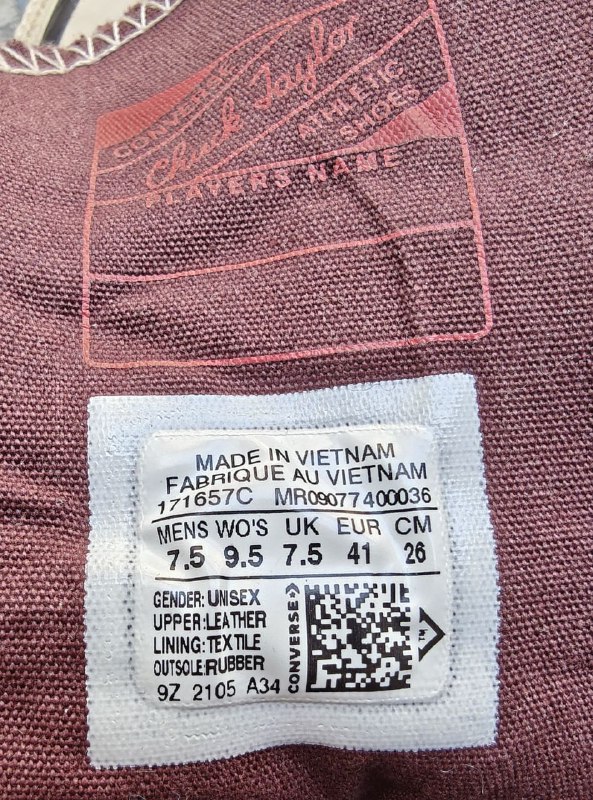 CONVERSE
Chuck Taylor
ATHLETIC
SHOES
PLAYERS NAME
MADE IN VIETNAM
FABRIQUE AU VIETNAM
171657C MR09077400036
MENS WO'S UK EUR CM
7.5 9.5 7.5 41 26
GENDER: UNISEX
UPPER: LEATHER
LINING: TEXTILE
OUTSOLE: RUBBER
9Z 2105 A34
CONVERSE